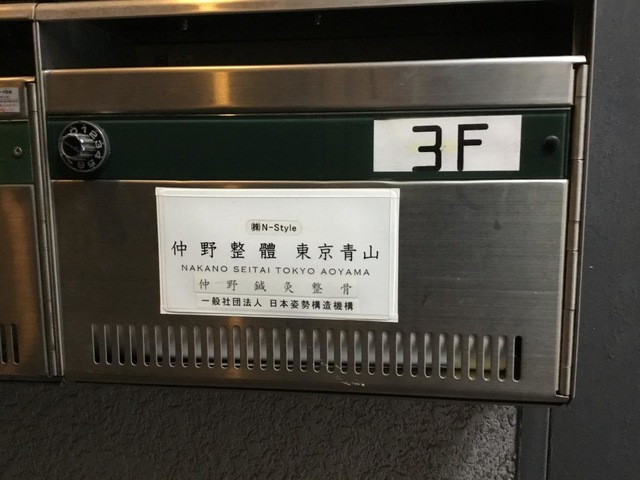 3F
㈱N-Style
仲野整體 東京青山
NAKANO SEITAI TOKYO AOYAMA
仲野鍼灸整骨
一般社団法人 日本姿勢構造機構